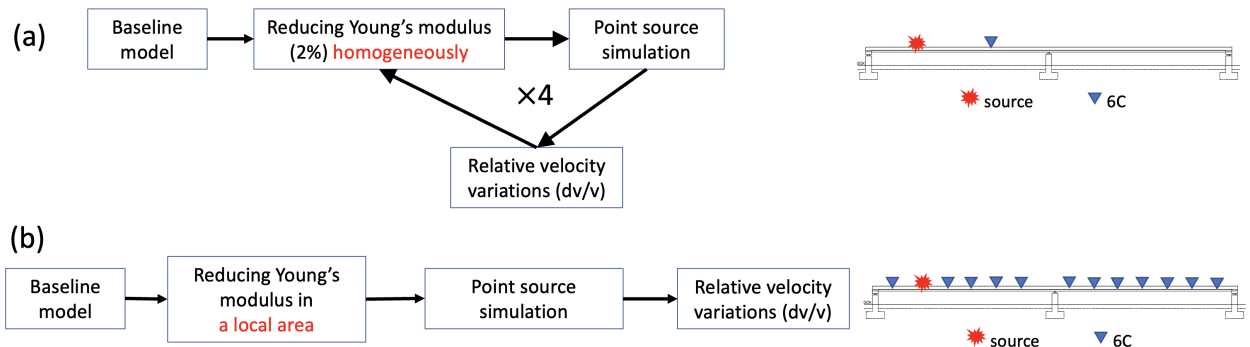 (a)
Baseline
model
Reducing Young's modulus
(2%) homogeneously
Point source
simulation
×4
Relative velocity
variations (dv/v)
source
6C
(b)
Baseline
model
Reducing Young's
modulus in
a local area
Point source
simulation
Relative velocity
variations (dv/v)
source
6C